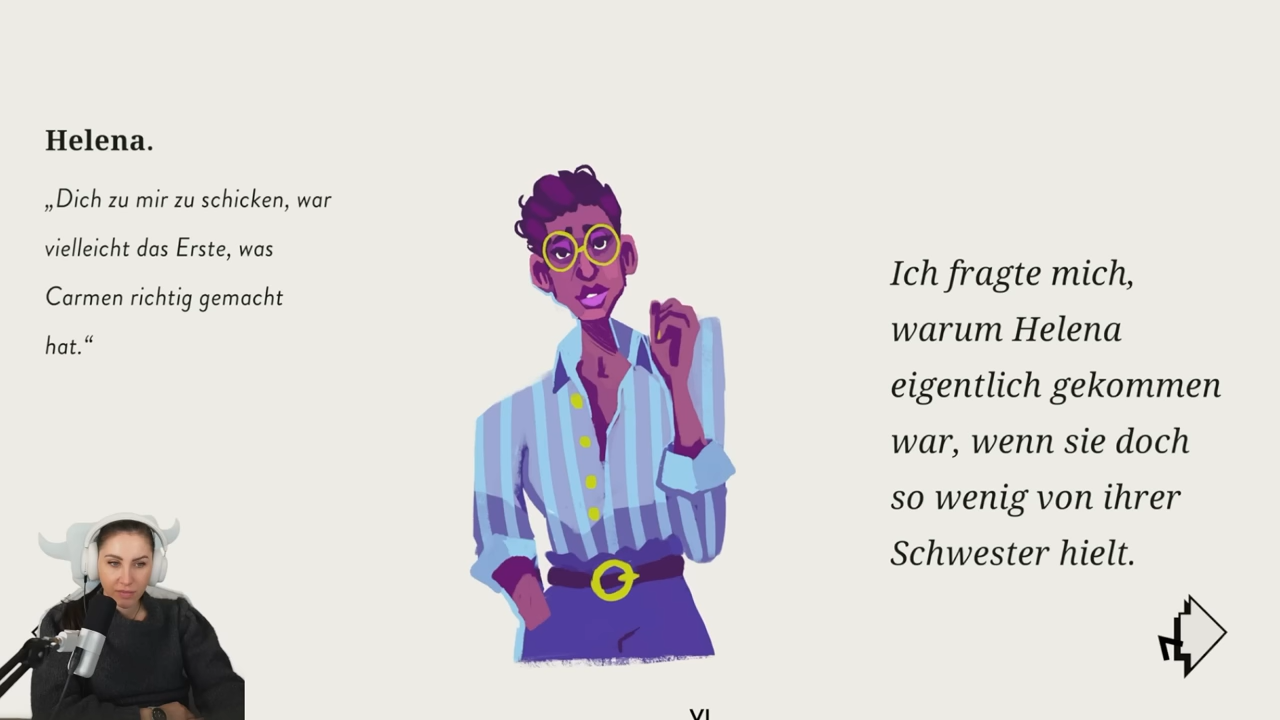 Helena.
„Dich zu mir zu schicken, war
vielleicht das Erste, was
Carmen richtig gemacht
hat.“
Ich fragte mich,
warum Helena
eigentlich gekommen
war, wenn sie doch
so wenig von ihrer
Schwester hielt.